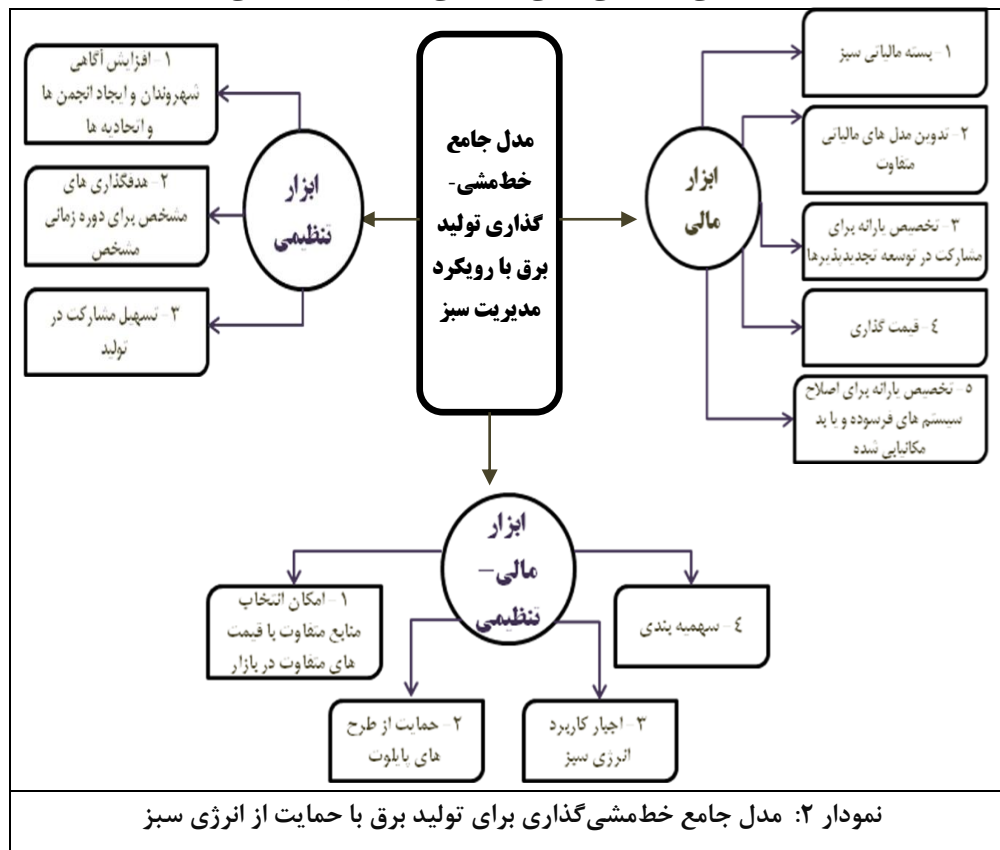 مدل جامع
خط‌مشی-
گذاری تولید
برق با رویکرد
مدیریت سبز
ابزار
مالی
۱- بسته مالیاتی سبز
۲- تدوین مدل های مالیاتی
متفاوت
۳- تخصیص یارانه برای
مشارکت در توسعه تجدیدپذیرها
٤- قیمت گذاری
٥- تخصیص یارانه برای اصلاح
سیستم های فرسوده و یا بد
مکانیابی شده
ابزار
تنظیمی
۱- افزایش آگاهی
شهروندان و ایجاد انجمن ها
و اتحادیه ها
۲- هدفگذاری های
مشخص برای دوره زمانی
مشخص
۳- تسهیل مشارکت در
تولید
ابزار
مالی–
تنظیمی
۱- امکان انتخاب
منابع متفاوت با قیمت
های متفاوت در بازار
۲- حمایت از طرح
های پایلوت
۳- اجبار کاربرد
انرژی سبز
٤- سهمیه بندی
نمودار ۲: مدل جامع خط‌مشی‌گذاری برای تولید برق با حمایت از انرژی سبز